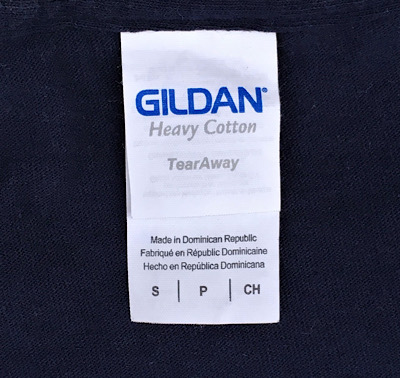 GILDAN®
Heavy Cotton
TearAway
Made in Dominican Republic
Fabriqué en Républic Dominicaine
Hecho en República Dominicana
S | P | CH